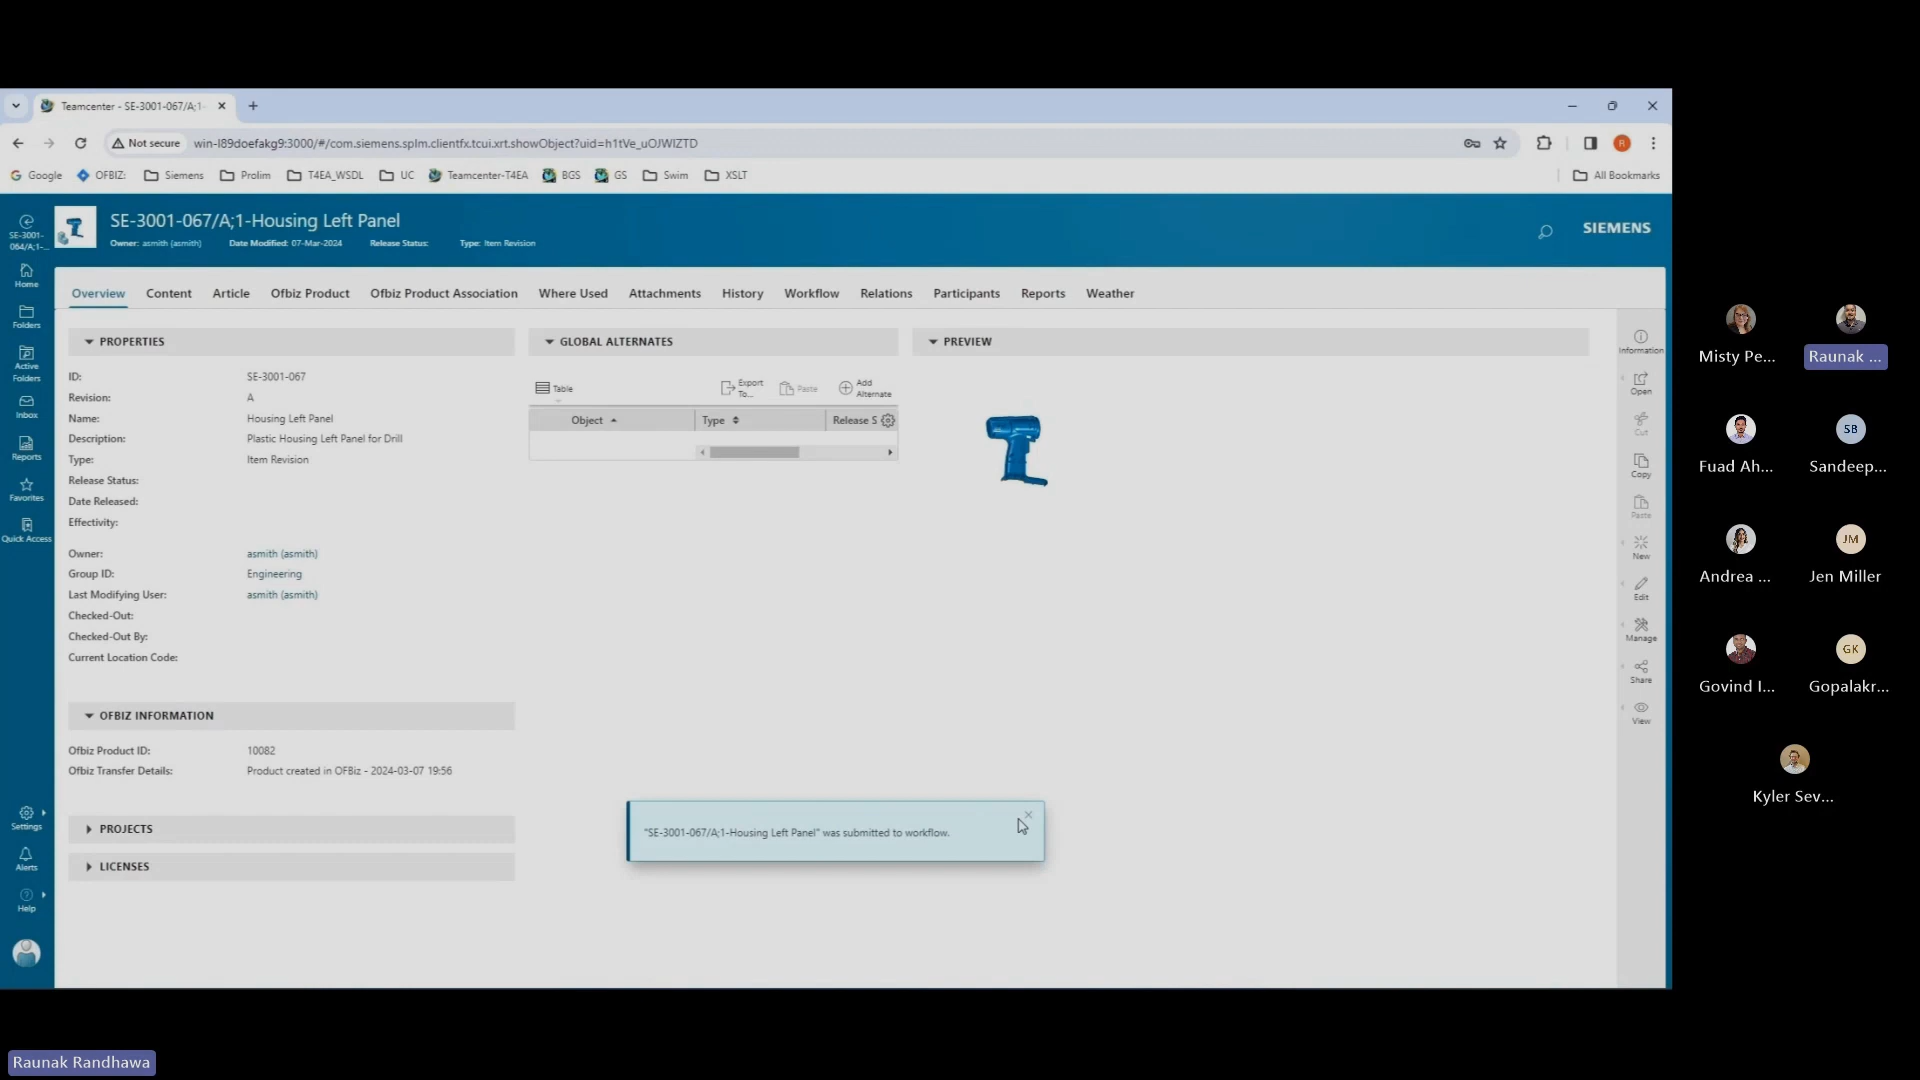 Teamcenter - SE-3001-067/A;1-
Not secure
win-l89doefakg9:3000/#/com.siemens.splm.clientfx.tcui.xrt.showObject?uid=h1tVe_uOJWIZTD
R
Google
OFBIZ:
Siemens
Prolim
T4EA_WSDL
UC
Teamcenter-T4EA
BGS
GS
Swim
XSLT
All Bookmarks
SE-3001-
064/A;1-...
Home
Folders
Active
Folders
Inbox
Reports
Favorites
Quick Access
Settings
Alerts
Help
SE-3001-067/A;1-Housing Left Panel
Owner: asmith (asmith) Date Modified: 07-Mar-2024 Release Status: Type: Item Revision
SIEMENS
Overview Content Article Ofbiz Product Ofbiz Product Association Where Used Attachments History Workflow Relations Participants Reports Weather
PROPERTIES
ID: SE-3001-067
Revision: A
Name: Housing Left Panel
Description: Plastic Housing Left Panel for Drill
Type: Item Revision
Release Status:
Date Released:
Effectivity:
Owner: asmith (asmith)
Group ID: Engineering
Last Modifying User: asmith (asmith)
Checked-Out:
Checked-Out By:
Current Location Code:
OFBIZ INFORMATION
Ofbiz Product ID: 10082
Ofbiz Transfer Details: Product created in OFBiz - 2024-03-07 19:56
PROJECTS
LICENSES
GLOBAL ALTERNATES
Table
Export
To...
Paste
Add
Alternate
Object Type Release S
PREVIEW
"SE-3001-067/A;1-Housing Left Panel" was submitted to workflow.
Information
Open
Cut
Copy
Paste
New
Edit
Manage
Share
View
Misty Pe...
Raunak ...
Fuad Ah...
SB
Sandeep...
Andrea ...
JM
Jen Miller
Govind I...
GK
Gopalakr...
Kyler Sev...
Raunak Randhawa